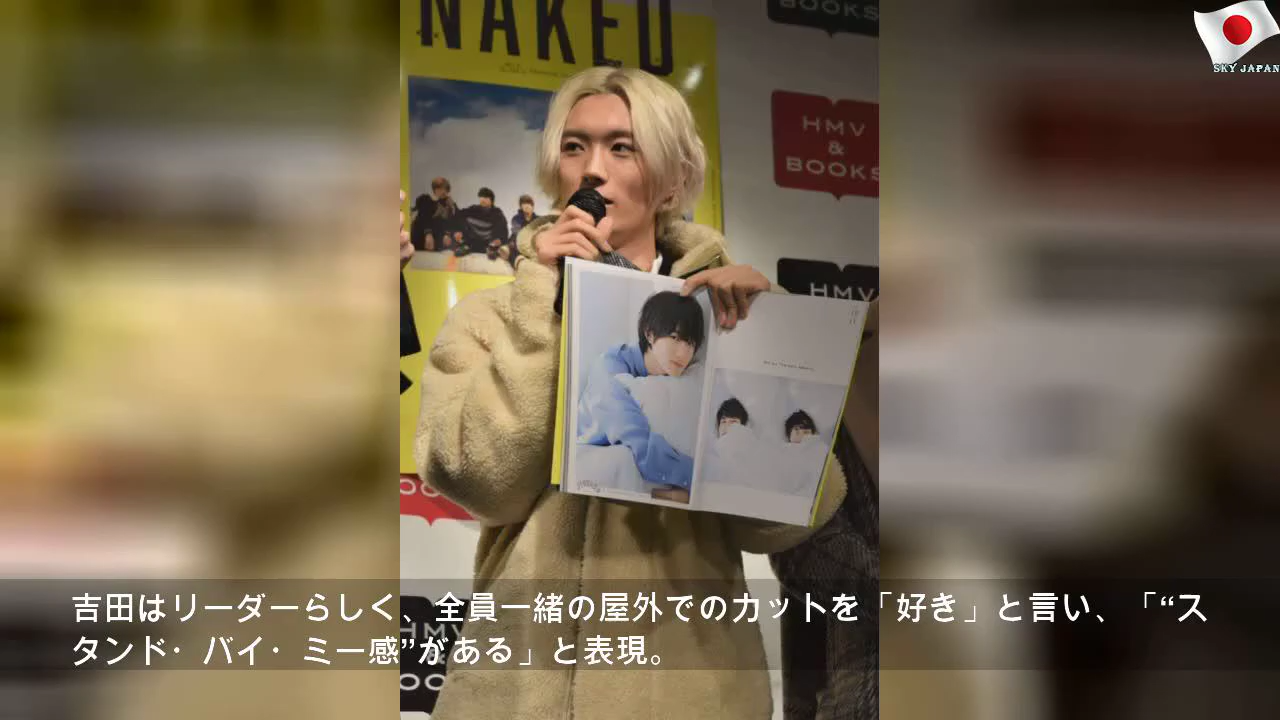 NAKED
BOOKS
SKY JAPAN
HMV
&
BOOKS
HMV
吉田はリーダーらしく、全員一緒の屋外でのカットを「好き」と言い、「“ス
タンド・バイ・ミー感”がある」と表現。